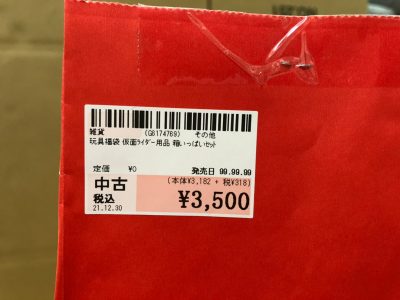 雑貨 (G6174769) その他
玩具福袋 仮面ライダー用品 箱いっぱいセット
定価 ¥0 発売日 99.99.99
中古 (本体¥3,182 + 税¥318)
税込 ¥3,500
21.12.30